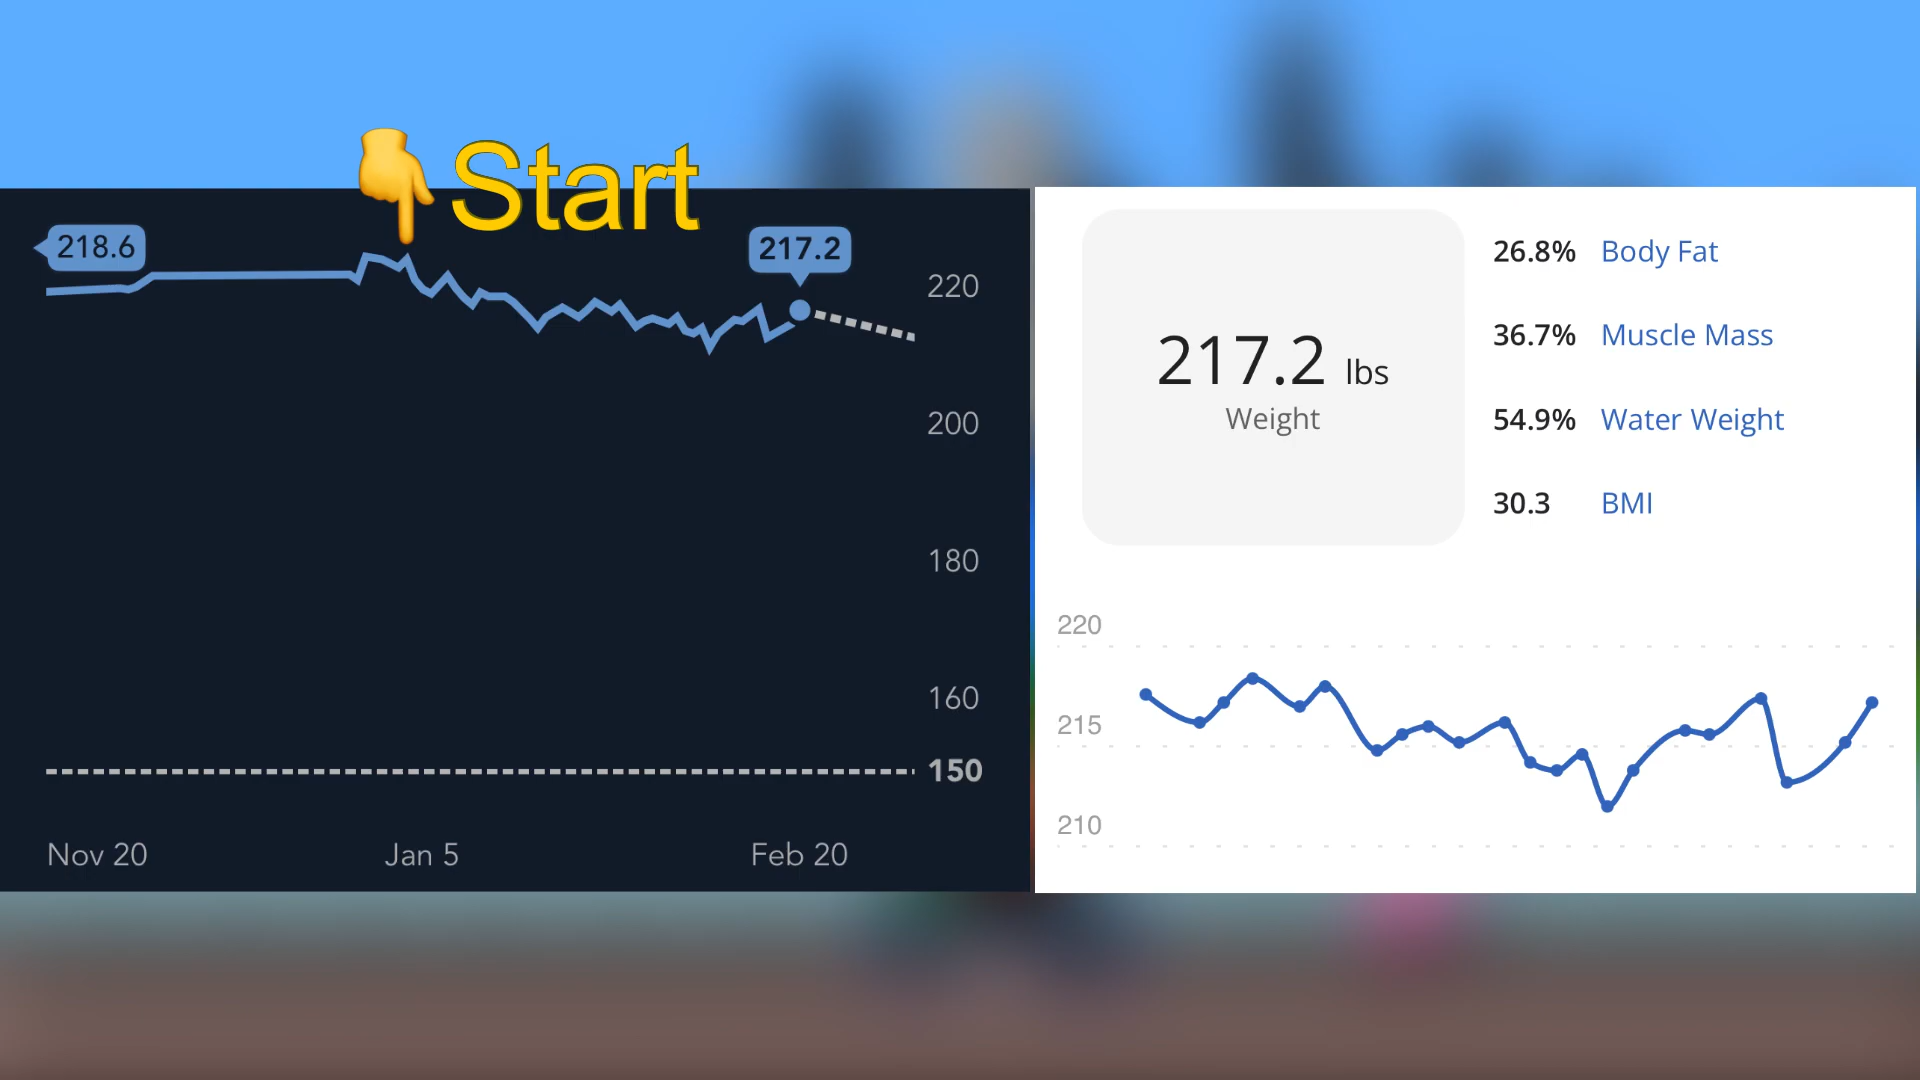 Start
218.6
217.2
220
200
180
160
150
Nov 20
Jan 5
Feb 20
217.2 lbs
Weight
26.8% Body Fat
36.7% Muscle Mass
54.9% Water Weight
30.3 BMI
220
215
210